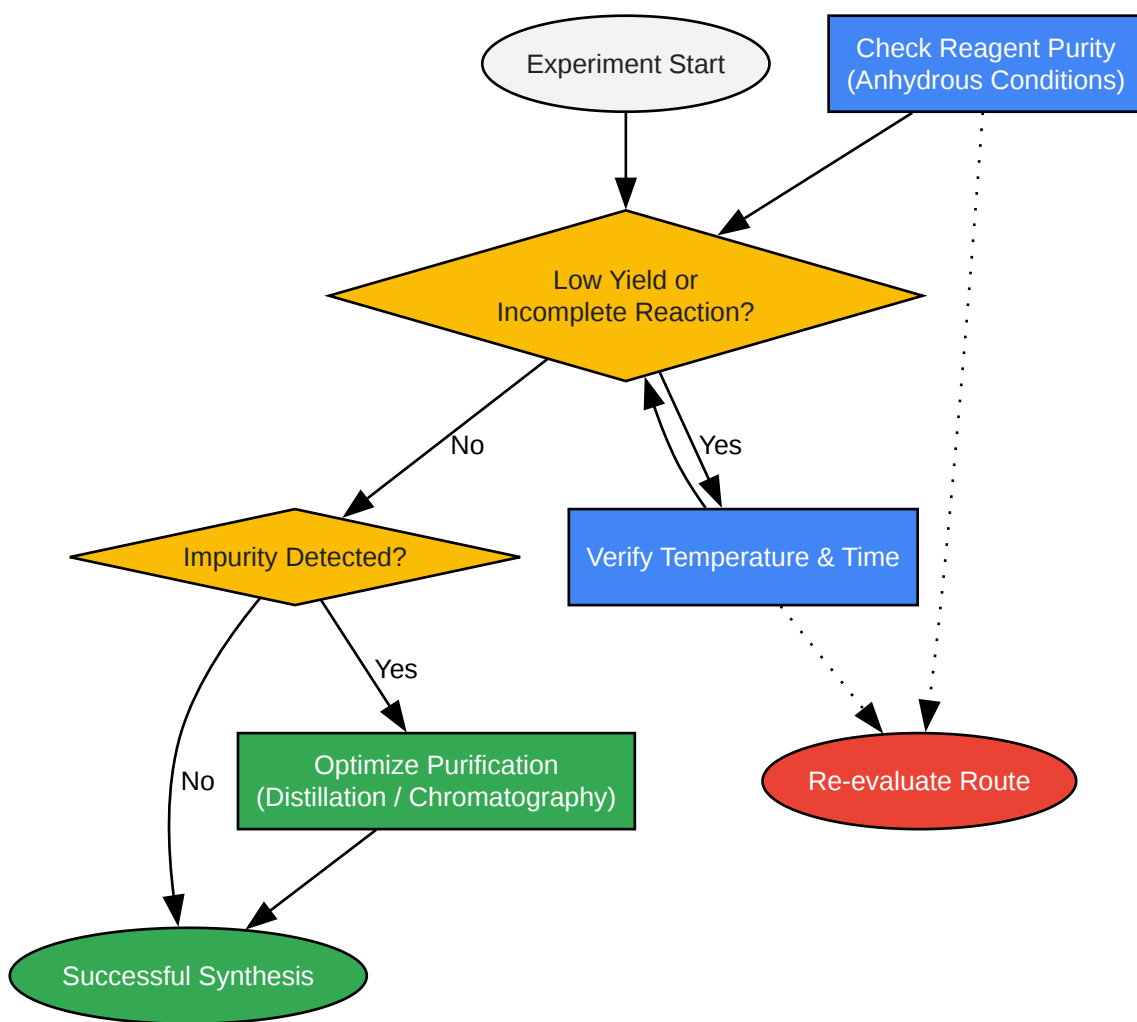 Experiment Start
Check Reagent Purity
(Anhydrous Conditions)
Low Yield or
Incomplete Reaction?
No
Yes
Impurity Detected?
Verify Temperature & Time
Yes
No
Optimize Purification
(Distillation / Chromatography)
Re-evaluate Route
Successful Synthesis